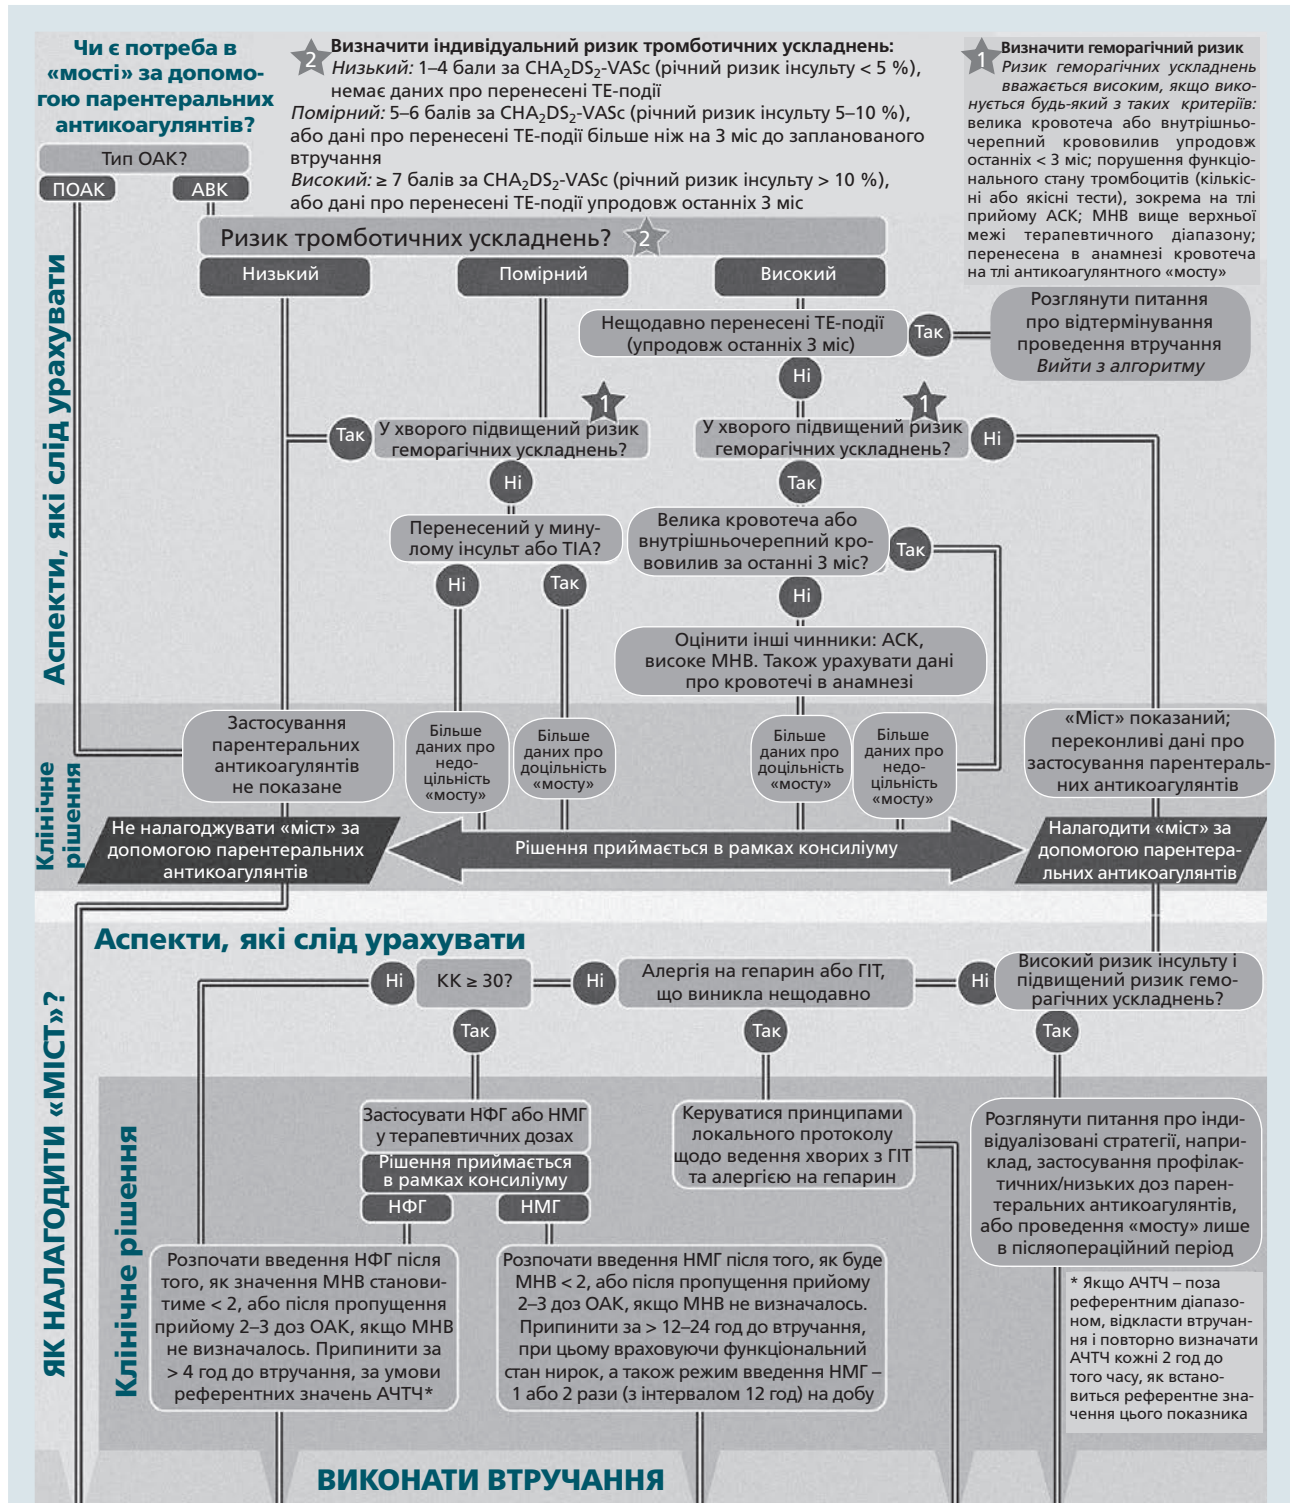 Чи є потреба в
«мості» за допомо-
гою парентеральних
антикоагулянтів?
Тип ОАК?
ПОАК
АВК
2
Визначити індивідуальний ризик тромботичних ускладнень:
Низький: 1–4 бали за CHA₂DS₂-VASc (річний ризик інсульту < 5 %),
немає даних про перенесені ТЕ-події
Помірний: 5–6 балів за CHA₂DS₂-VASc (річний ризик інсульту 5–10 %),
або дані про перенесені ТЕ-події більше ніж на 3 міс до запланованого
втручання
Високий: ≥ 7 балів за CHA₂DS₂-VASc (річний ризик інсульту > 10 %),
або дані про перенесені ТЕ-події упродовж останніх 3 міс
1
Визначити геморагічний ризик
Ризик геморагічних ускладнень
вважається високим, якщо вико-
нується будь-який з таких критеріїв:
велика кровотеча або внутрішньо-
черепний крововилив упродовж
останніх < 3 міс; порушення функціо-
нального стану тромбоцитів (кількіс-
ні або якісні тести), зокрема на тлі
прийому АСК; МНВ вище верхньої
межі терапевтичного діапазону;
перенесена в анамнезі кровотеча
на тлі антикоагулянтного «мосту»
Аспекти, які слід урахувати
Ризик тромботичних ускладнень?
2
Низький
Помірний
Високий
Нещодавно перенесені ТЕ-події
(упродовж останніх 3 міс)
Так
Розглянути питання
про відтермінування
проведення втручання
Вийти з алгоритму
Ні
1
1
Так
У хворого підвищений ризик
геморагічних ускладнень?
У хворого підвищений ризик
геморагічних ускладнень?
Ні
Ні
Так
Перенесений у мину-
лому інсульт або ТІА?
Велика кровотеча або
внутрішньочерепний кро-
вовилив за останні 3 міс?
Так
Ні
Так
Ні
Оцінити інші чинники: АСК,
високе МНВ. Також урахувати дані
про кровотечі в анамнезі
Клінічне
рішення
Застосування
парентеральних
антикоагулянтів
не показане
Більше
даних про
недо-
цільність
«мосту»
Більше
даних про
доцільність
«мосту»
Більше
даних про
доцільність
«мосту»
Більше
даних про
недо-
цільність
«мосту»
«Міст» показаний;
переконливі дані про
застосування парентераль-
них антикоагулянтів
Не налагоджувати «міст» за
допомогою парентеральних
антикоагулянтів
Рішення приймається в рамках консиліуму
Налагодити «міст» за
допомогою парентера-
льних антикоагулянтів
ЯК НАЛАГОДИТИ «МІСТ»?
Аспекти, які слід урахувати
Ні
КК ≥ 30?
Ні
Алергія на гепарин або ГІТ,
що виникла нещодавно
Ні
Високий ризик інсульту і
підвищений ризик гемо-
рагічних ускладнень?
Так
Так
Так
Клінічне рішення
Застосувати НФГ або НМГ
у терапевтичних дозах
Рішення приймається
в рамках консиліуму
НФГ
НМГ
Керуватися принципами
локального протоколу
щодо ведення хворих з ГІТ
та алергією на гепарин
Розглянути питання про інди-
відуалізовані стратегії, напри-
клад, застосування профілак-
тичних/низьких доз парен-
теральних антикоагулянтів,
або проведення «мосту» лише
в післяопераційний період
Розпочати введення НФГ після
того, як значення МНВ станови-
тиме < 2, або після пропущення
прийому 2–3 доз ОАК, якщо МНВ
не визначалось. Припинити за
> 4 год до втручання, за умови
референтних значень АЧТЧ*
Розпочати введення НМГ після того, як буде
МНВ < 2, або після пропущення прийому
2–3 доз ОАК, якщо МНВ не визначалось.
Припинити за > 12–24 год до втручання,
при цьому враховуючи функціональний
стан нирок, а також режим введення НМГ –
1 або 2 рази (з інтервалом 12 год) на добу
* Якщо АЧТЧ – поза
референтним діапазо-
ном, відкласти втручан-
ня і повторно визначати
АЧТЧ кожні 2 год до
того часу, як встано-
виться референтне зна-
чення цього показника
ВИКОНАТИ ВТРУЧАННЯ